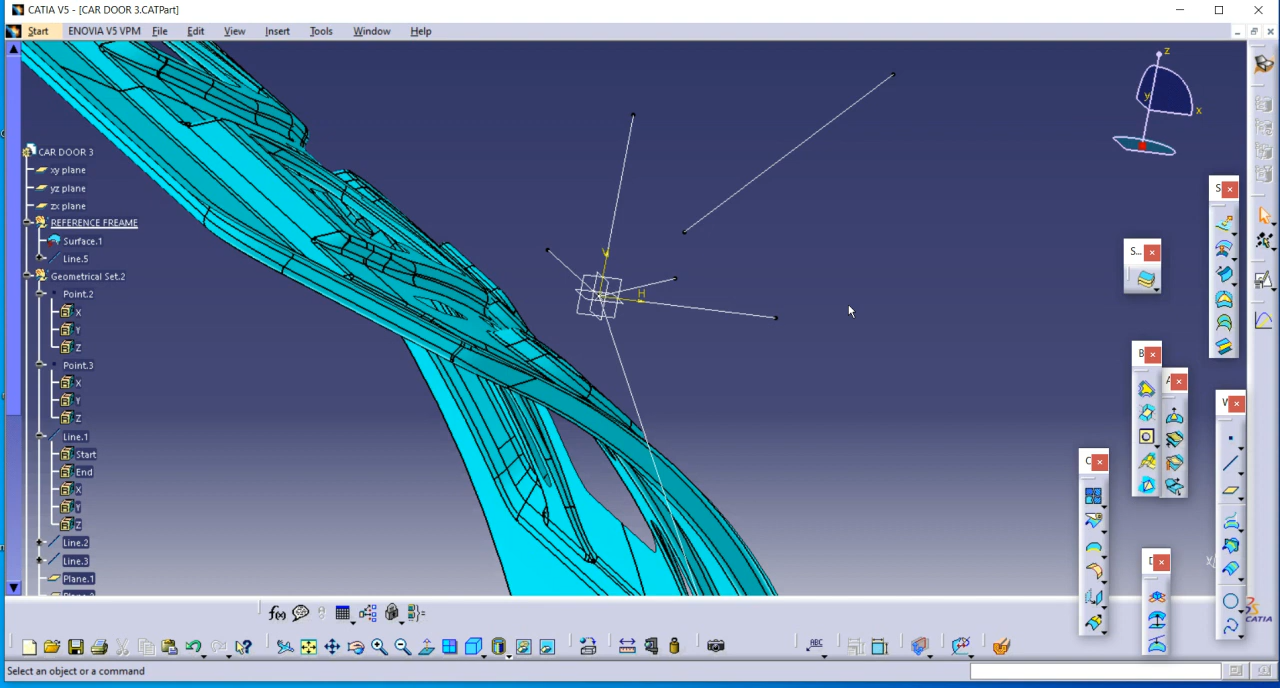 CATIA V5 - [CAR DOOR 3.CATPart]
Start ENOVIA V5 VPM File Edit View Insert Tools Window Help
z
y
x
CAR DOOR 3
xy plane
yz plane
zx plane
REFERENCE FREAME
Surface.1
Line.5
Geometrical Set.2
Point.2
X
Y
Z
Point.3
X
Y
Z
Line.1
Start
End
X
Y
Z
Line.2
Line.3
Plane.1
V
H
S
S...
B
A
V
C
D
f(x)
ABC
CATIA
Select an object or a command